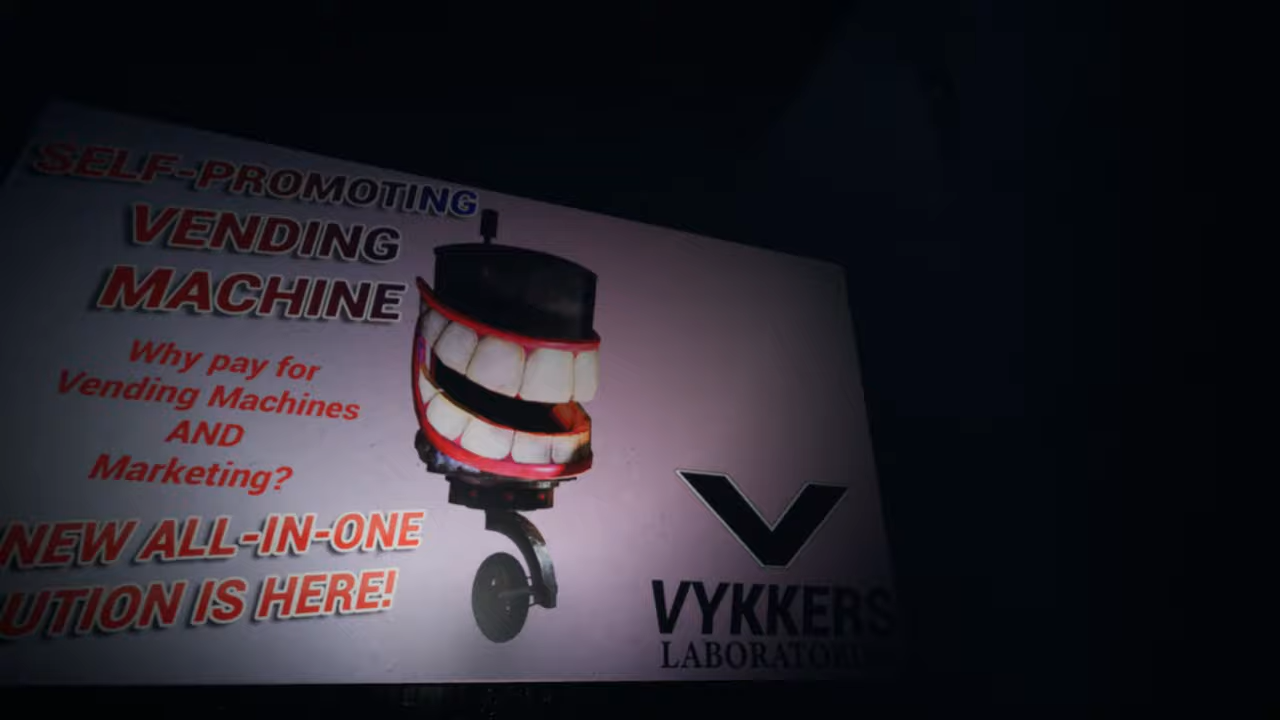 SELF-PROMOTING
VENDING
MACHINE
Why pay for
Vending Machines
AND
Marketing?
NEW ALL-IN-ONE
UTION IS HERE!
VYKKERS